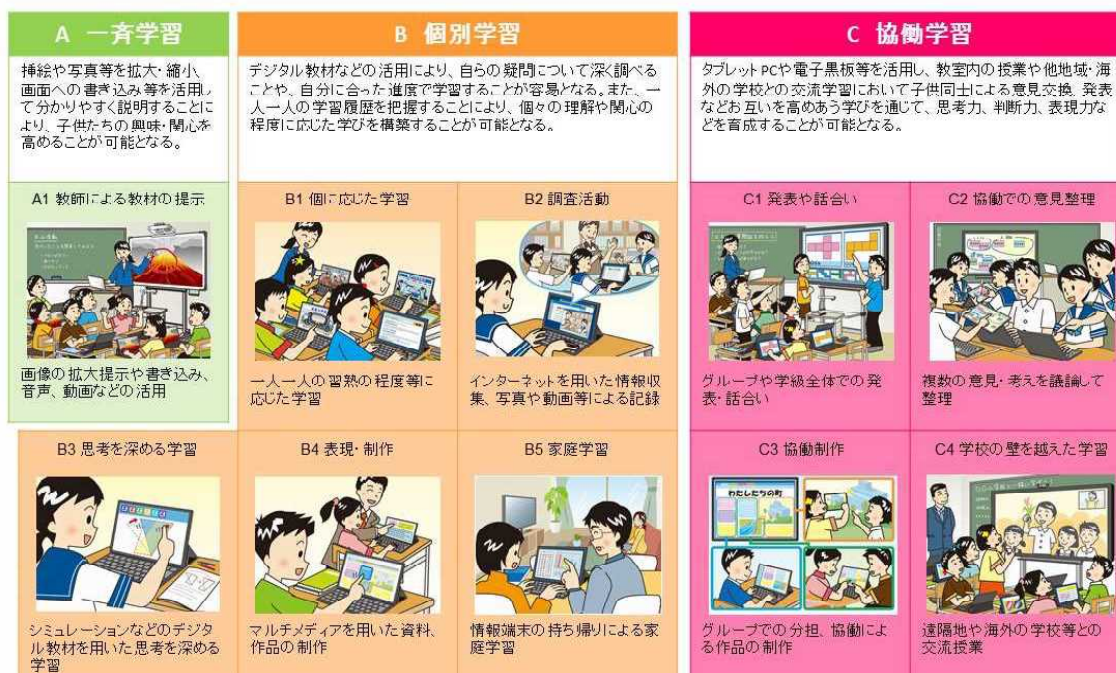 A 一斉学習
挿絵や写真等を拡大・縮小、
画面への書き込み等を活用し
て分かりやすく説明することに
より、子供たちの興味・関心を
高めることが可能となる。
B 個別学習
デジタル教材などの活用により、自らの疑問について深く調べる
ことや、自分に合った進度で学習することが容易となる。また、一
人一人の学習履歴を把握することにより、個々の理解や関心の
程度に応じた学びを構築することが可能となる。
C 協働学習
タブレットPCや電子黒板等を活用し、教室内の授業や他地域・海
外の学校との交流学習において子供同士による意見交換、発表
などお互いを高めあう学びを通じて、思考力、判断力、表現力な
どを育成することが可能となる。
A1 教師による教材の提示
画像の拡大提示や書き込み、
音声、動画などの活用
B1 個に応じた学習
一人一人の習熟の程度等に
応じた学習
B2 調査活動
インターネットを用いた情報収
集、写真や動画等による記録
C1 発表や話合い
グループや学級全体での発
表・話合い
C2 協働での意見整理
複数の意見・考えを議論して
整理
B3 思考を深める学習
シミュレーションなどのデジタ
ル教材を用いた思考を深める
学習
B4 表現・制作
マルチメディアを用いた資料、
作品の制作
B5 家庭学習
情報端末の持ち帰りによる家
庭学習
C3 協働制作
わたしたちの町
グループでの分担、協働によ
る作品の制作
C4 学校の壁を越えた学習
遠隔地や海外の学校等との
交流授業